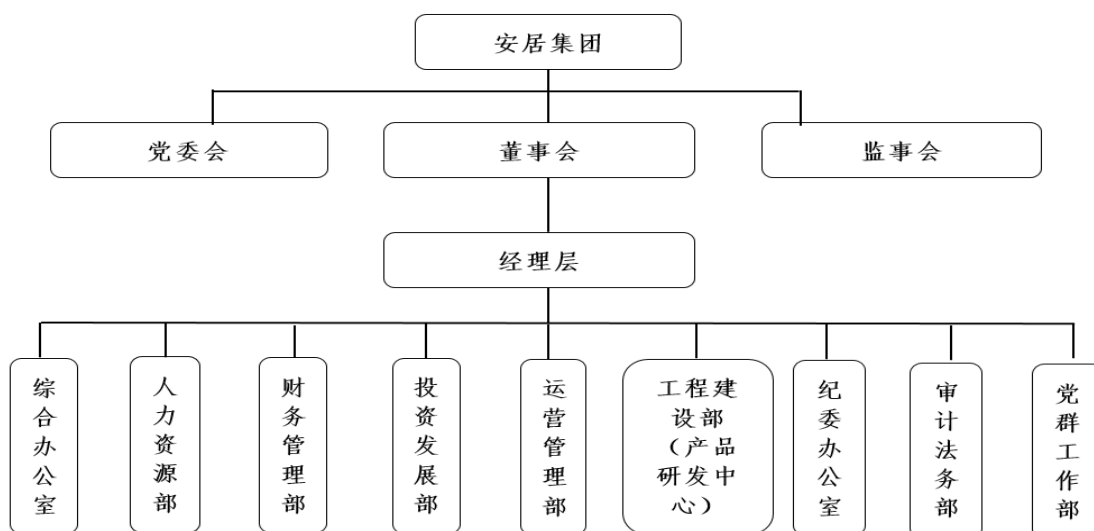 安居集团
党委会
董事会
监事会
经理层
综合办公室
人力资源部
财务管理部
投资发展部
运营管理部
工程建
设部
（产品
研发中
心）
纪委办公室
审计法务部
党群工作部